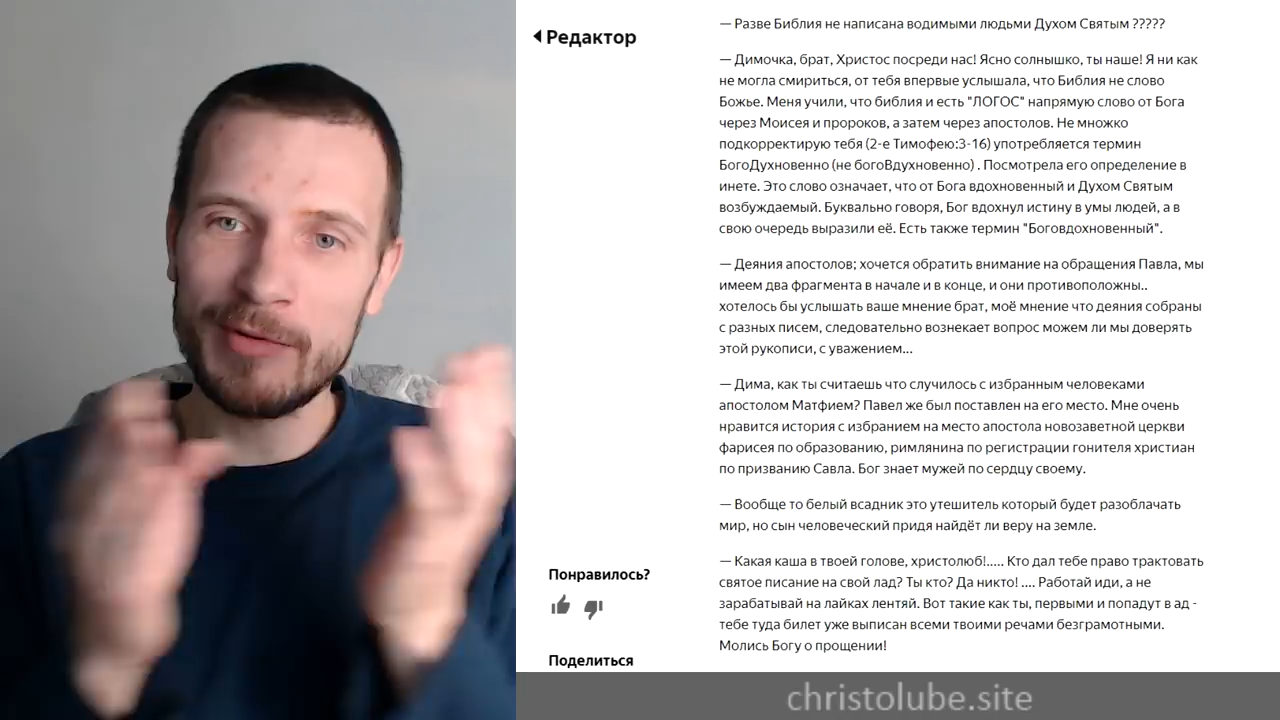 Редактор
— Разве Библия не написана водимыми людьми Духом Святым ?????
— Димочка, брат, Христос посреди нас! Ясно солнышко, ты наше! Я ни как
не могла смириться, от тебя впервые услышала, что Библия не слово
Божье. Меня учили, что библия и есть "ЛОГОС" напрямую слово от Бога
через Моисея и пророков, а затем через апостолов. Не множко
подкорректирую тебя (2-е Тимофею:3-16) употребляется термин
БогоДухновенно (не богоВдухновенно) . Посмотрела его определение в
инете. Это слово означает, что от Бога вдохновенный и Духом Святым
возбуждаемый. Буквально говоря, Бог вдохнул истину в умы людей, а в
свою очередь выразили её. Есть также термин "Боговдохновенный".
— Деяния апостолов; хочется обратить внимание на обращения Павла, мы
имеем два фрагмента в начале и в конце, и они противоположны..
хотелось бы услышать ваше мнение брат, моё мнение что деяния собраны
с разных писем, следовательно возникает вопрос можем ли мы доверять
этой рукописи, с уважением...
— Дима, как ты считаешь что случилось с избранным человеками
апостолом Матфием? Павел же был поставлен на его место. Мне очень
нравится история с избранием на место апостола новозаветной церкви
фарисея по образованию, римлянина по регистрации гонителя христиан
по призванию Савла. Бог знает мужей по сердцу своему.
— Вообще то белый всадник это утешитель который будет разоблачать
мир, но сын человеческий придя найдёт ли веру на земле.
— Какая каша в твоей голове, христолюб!..... Кто дал тебе право трактовать
святое писание на свой лад? Ты кто? Да никто! .... Работай иди, а не
зарабатывай на лайках лентяй. Вот такие как ты, первыми и попадут в ад -
тебе туда билет уже выписан всеми твоими речами безграмотными.
Молись Богу о прощении!
Понравилось?
Поделиться
christolube.site